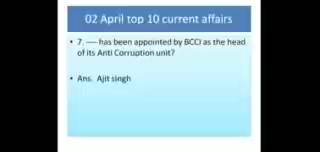 02 April top 10 current affairs
• 7. ---- has been appointed by BCCI as the head
of its Anti Corruption unit?
• Ans. Ajit singh